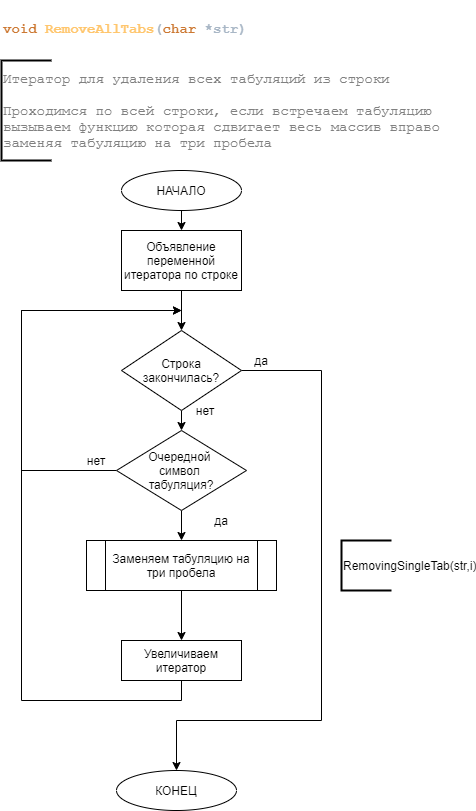 void RemoveAllTabs(char *str)
Итератор для удаления всех табуляций из строки
Проходимся по всей строки, если встречаем табуляцию
вызываем функцию которая сдвигает весь массив вправо
заменяя табуляцию на три пробела
НАЧАЛО
Объявление
переменной
итератора по строке
Строка
закончилась?
да
нет
Очередной
символ
табуляция?
нет
да
Заменяем табуляцию на
три пробела
RemovingSingleTab(str,i)
Увеличиваем
итератор
КОНЕЦ